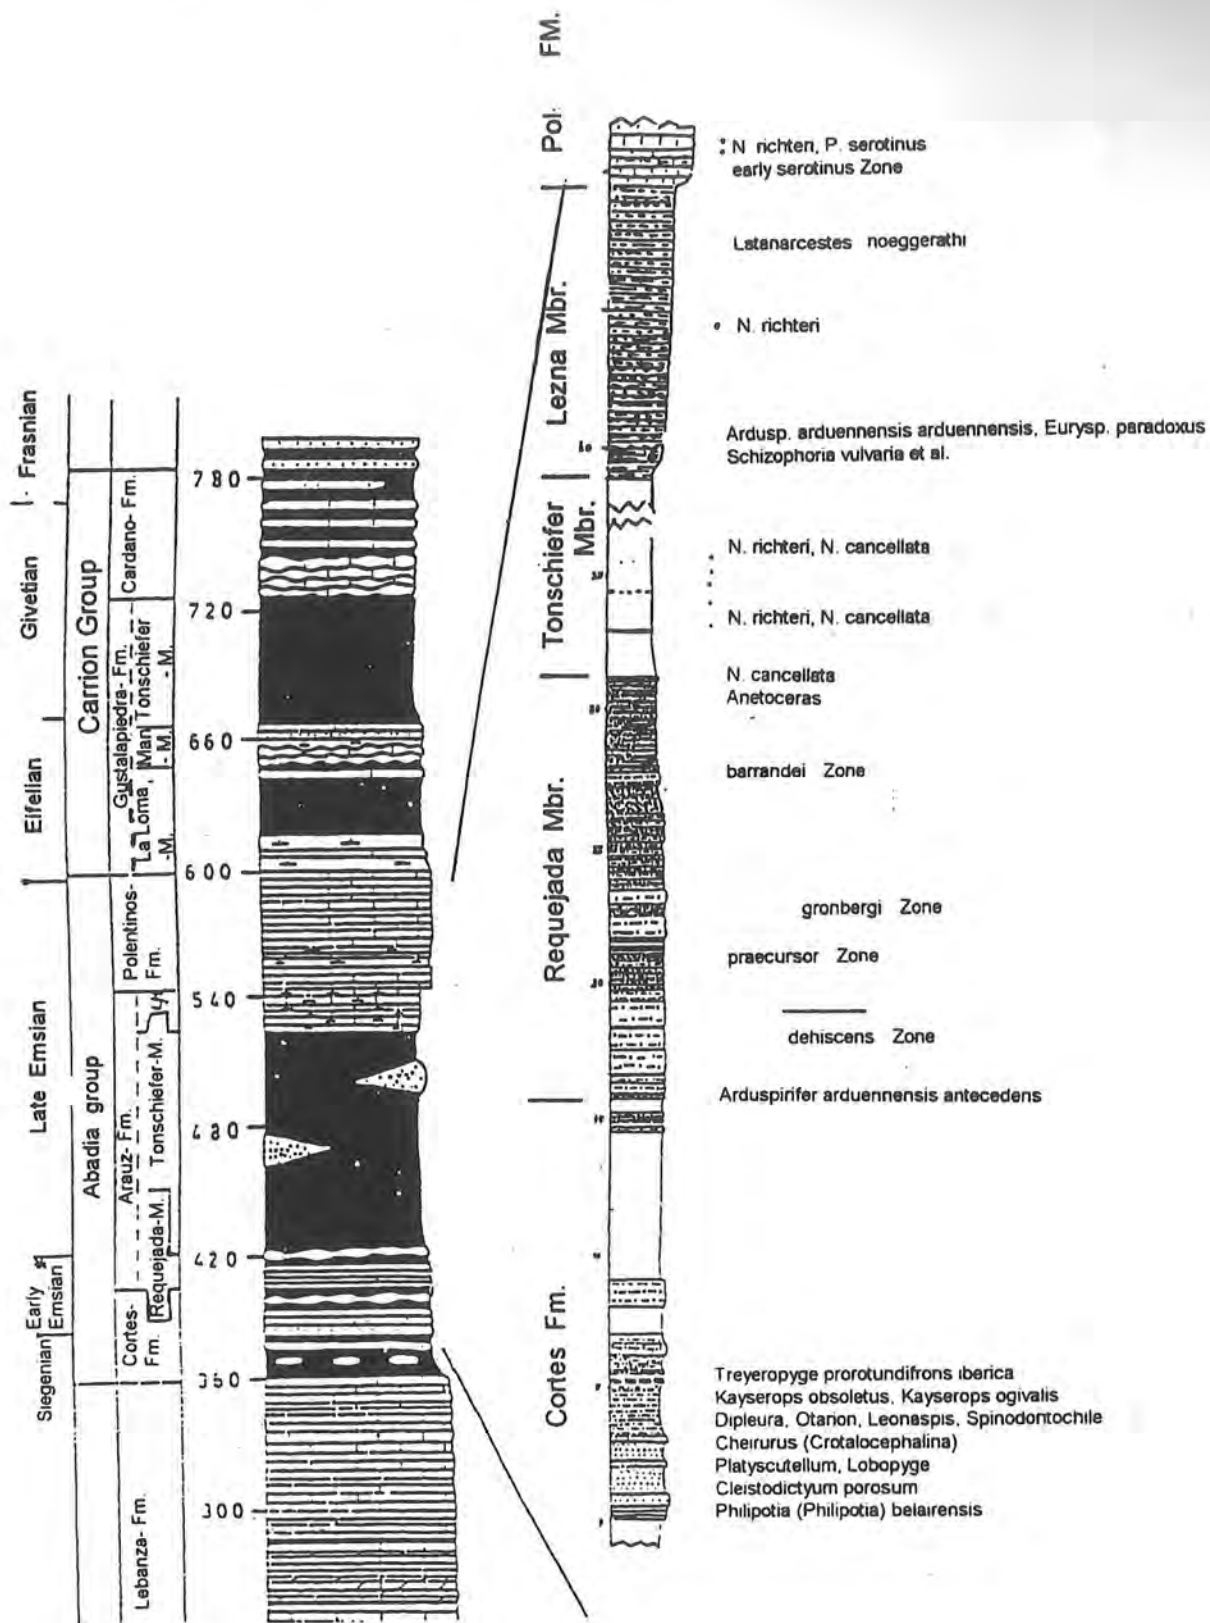 Frasnian
Givetian
Eifelian
Late Emsian
Early
Emsian
Siegenian
Carrion Group
Abadia group
Cardano- Fm.
Gustalapiedra- Fm.
La Loma
-M.
Man
- M.
Tonschiefer
- M.
Polentinos-
Fm.
Arauz- Fm.
Requejada-M.
Tonschiefer-M.
Cortes-
Fm.
Lebanza- Fm.
780
720
660
600
540
480
420
350
300
Pol. FM.
Lezna Mbr.
Tonschiefer
Mbr.
Requejada Mbr.
Cortes Fm.
N richteri, P. serotinus
early serotinus Zone
Latanarcestes noeggerathi
N. richteri
Ardusp. arduennensis arduennensis, Eurysp. paradoxus
Schizophoria vulvaria et al.
N. richteri, N. cancellata
N. richteri, N. cancellata
N. cancellata
Anetoceras
barrandei Zone
gronbergi Zone
praecursor Zone
dehiscens Zone
Arduspirifer arduennensis antecedens
Treyeropyge prorotundifrons iberica
Kayserops obsoletus, Kayserops ogivalis
Dipleura, Otarion, Leonaspis, Spinodontochile
Cheirurus (Crotalocephalina)
Platyscutellum, Lobopyge
Cleistodictyum porosum
Philipotia (Philipotia) belairensis